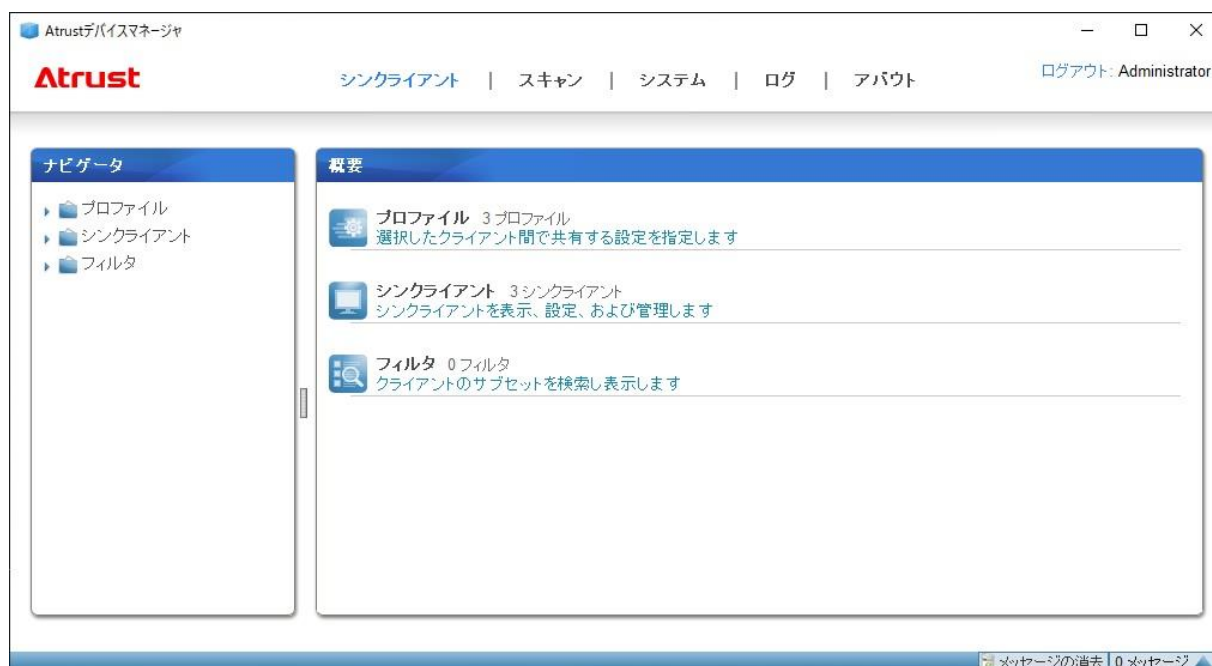 Atrustデバイスマネージャ
Atrust
シンクライアント | スキャン | システム | ログ | アバウト
ログアウト: Administrator
ナビゲータ
プロファイル
シンクライアント
フィルタ
概要
プロファイル 3 プロファイル
選択したクライアント間で共有する設定を指定します
シンクライアント 3 シンクライアント
シンクライアントを表示、設定、および管理します
フィルタ 0 フィルタ
クライアントのサブセットを検索し表示します
メッセージの消去 0 メッセージ